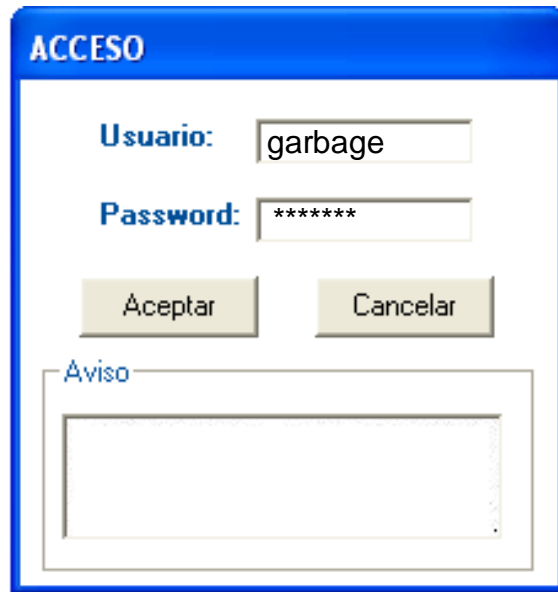 ACCESO
Usuario: garbage
Password: *******
Aceptar Cancelar
Aviso